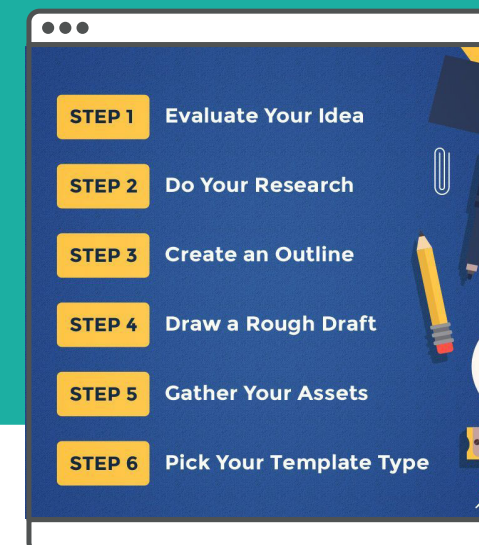 STEP 1 Evaluate Your Idea
STEP 2 Do Your Research
STEP 3 Create an Outline
STEP 4 Draw a Rough Draft
STEP 5 Gather Your Assets
STEP 6 Pick Your Template Type